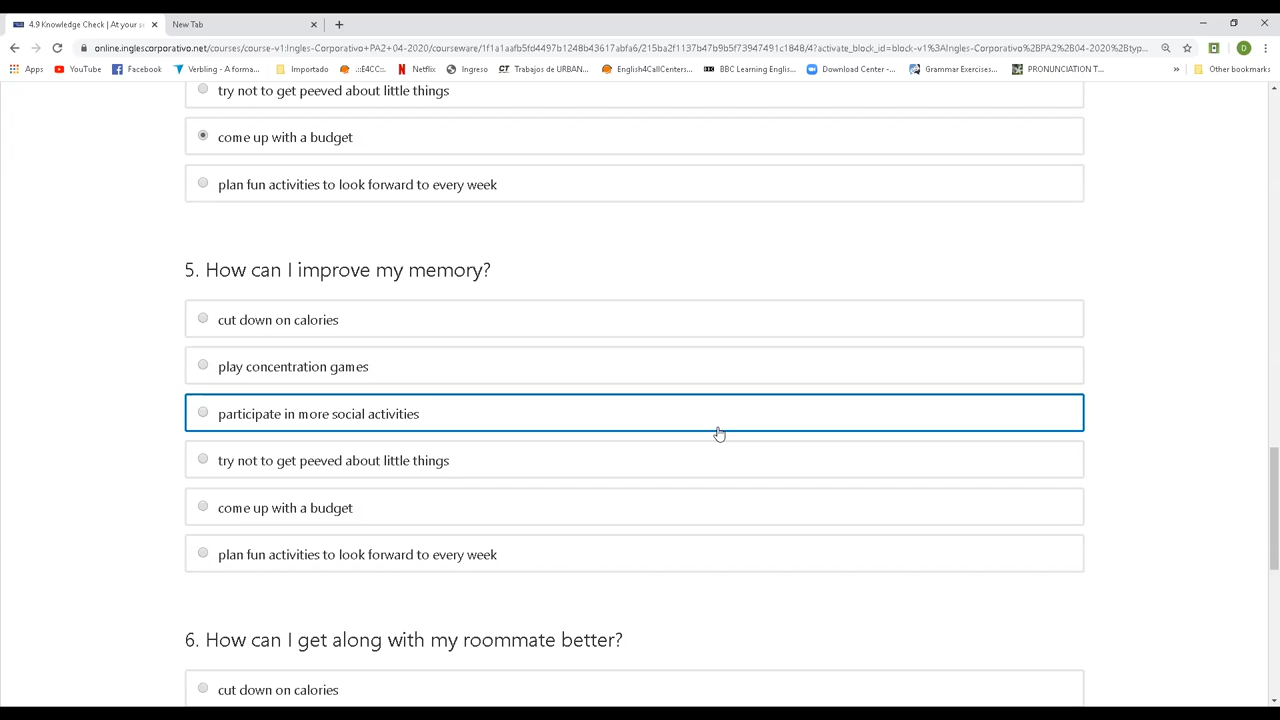 4.9 Knowledge Check | At your s
New Tab
online.inglescorporativo.net/courses/course-v1:Ingles-Corporativo+PA2+04-2020/courseware/1f1a1aafb5fd4497b1248b43617abfa6/215ba2f1137b47b9b5f73947491c1848/4?activate_block_id=block-v1%3AIngles-Corporativo%2BPA2%2B04-2020%2Btyp...
D
Apps YouTube Facebook Verbling - A forma... Importado .::E4CC:. Netflix Ingreso Trabajos de URBAN... English4CallCenters... BBC Learning Englis... Download Center -... Grammar Exercises... PRONUNCIATION T... » Other bookmarks
try not to get peeved about little things
come up with a budget
plan fun activities to look forward to every week
5. How can I improve my memory?
cut down on calories
play concentration games
participate in more social activities
try not to get peeved about little things
come up with a budget
plan fun activities to look forward to every week
6. How can I get along with my roommate better?
cut down on calories